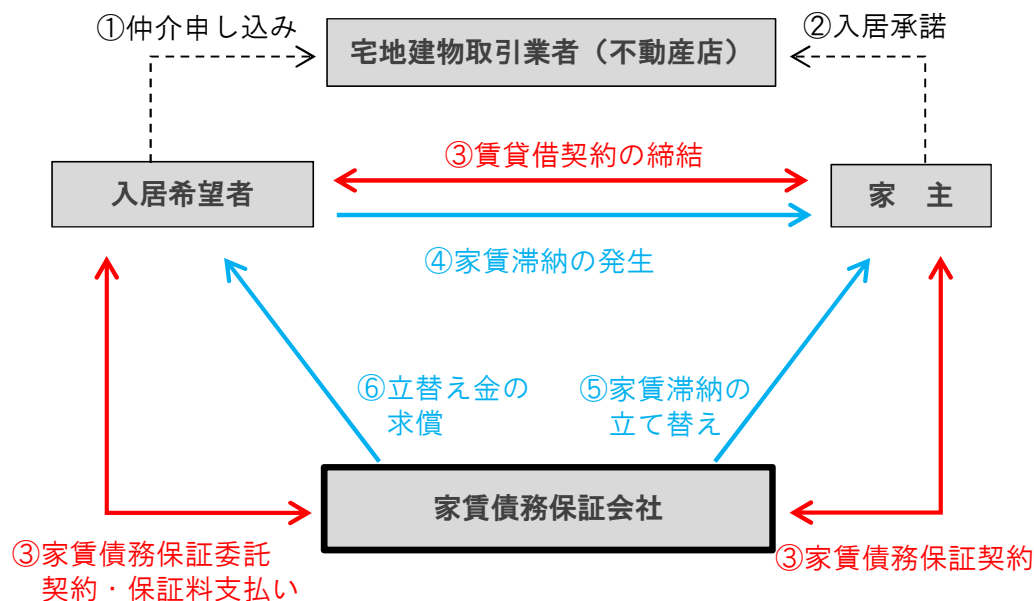 ①仲介申し込み
②入居承諾
宅地建物取引業者（不動産店）
③賃貸借契約の締結
入居希望者
家　主
④家賃滞納の発生
⑥立替え金の
求償
⑤家賃滞納の
立て替え
家賃債務保証会社
③家賃債務保証委託
契約・保証料支払い
③家賃債務保証契約